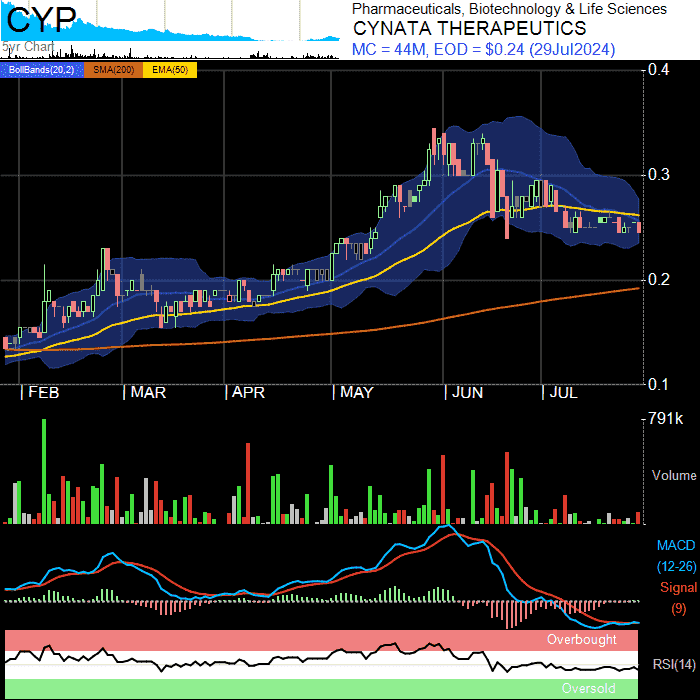 CYP
5yr Chart
Pharmaceuticals, Biotechnology & Life Sciences
CYNATA THERAPEUTICS
MC = 44M, EOD = $0.24 (29Jul2024)
BollBands(20,2) SMA(200) EMA(50)
0.4
0.3
0.2
0.1
FEB MAR APR MAY JUN JUL
791k
Volume
MACD
(12-26)
Signal
(9)
Overbought
RSI(14)
Oversold